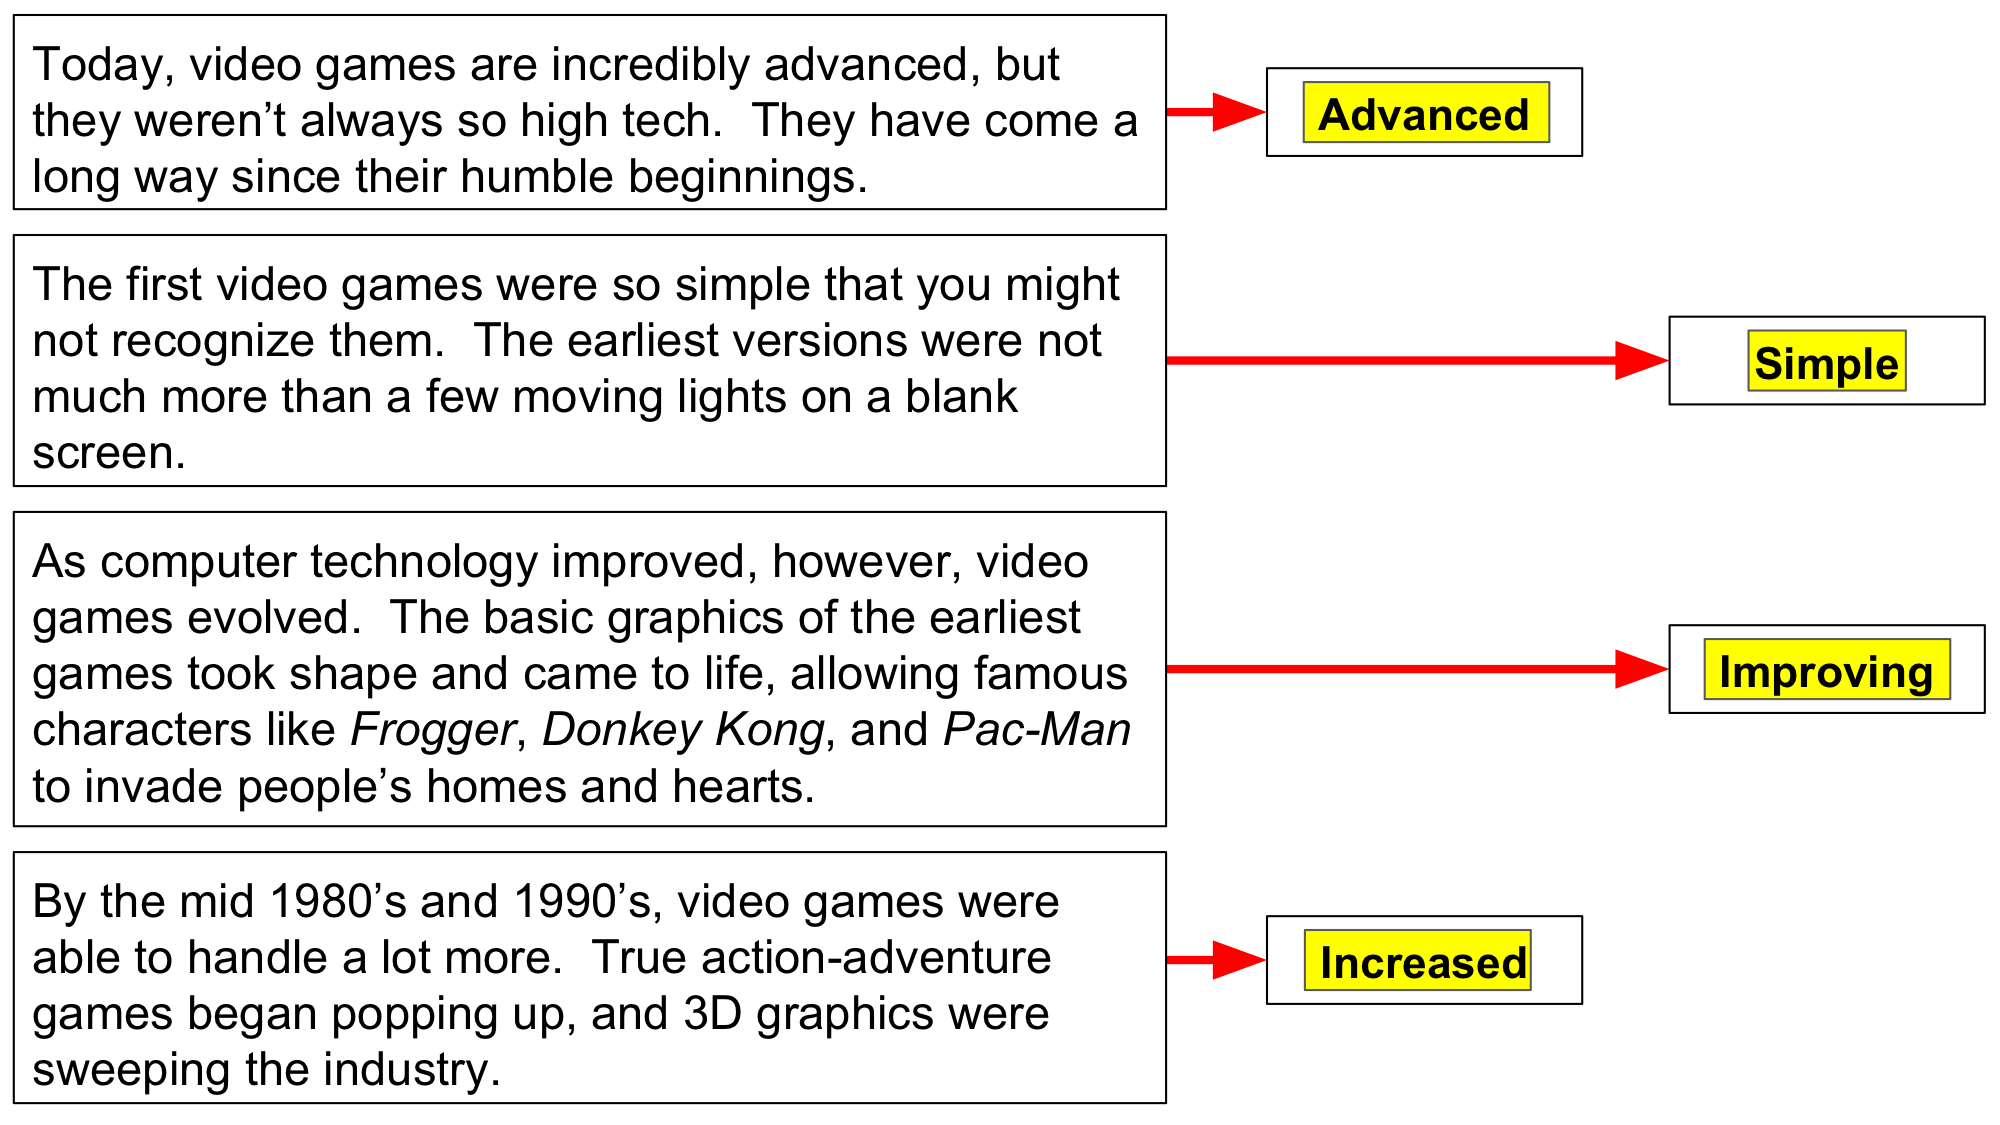 Today, video games are incredibly advanced, but
they weren’t always so high tech.  They have come a
long way since their humble beginnings.
Advanced
The first video games were so simple that you might
not recognize them.  The earliest versions were not
much more than a few moving lights on a blank
screen.
Simple
As computer technology improved, however, video
games evolved.  The basic graphics of the earliest
games took shape and came to life, allowing famous
characters like Frogger, Donkey Kong, and Pac-Man
to invade people’s homes and hearts.
Improving
By the mid 1980’s and 1990’s, video games were
able to handle a lot more.  True action-adventure
games began popping up, and 3D graphics were
sweeping the industry.
Increased